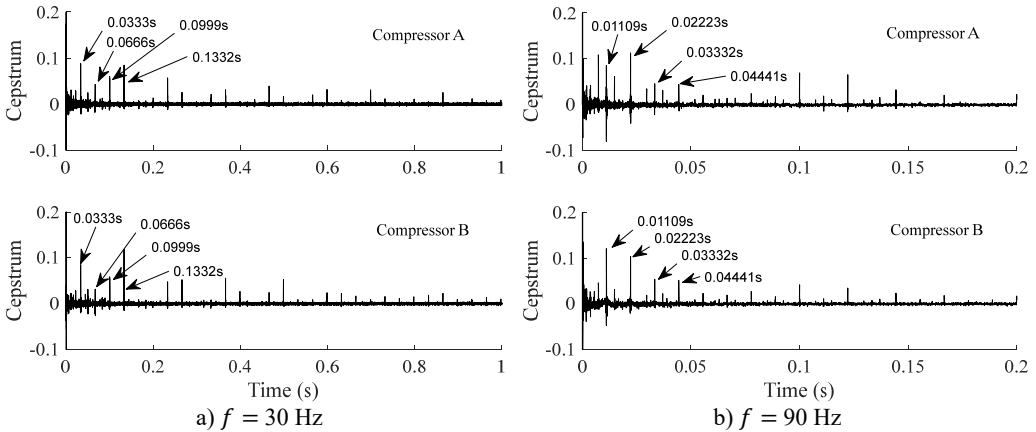 0.2
0.1
0
-0.1
Cepstrum
0.0333s
0.0666s
0.0999s
0.1332s
Compressor A
0 0.2 0.4 0.6 0.8 1
0.2
0.1
0
-0.1
Cepstrum
0.0333s
0.0666s
0.0999s
0.1332s
Compressor B
0 0.2 0.4 0.6 0.8 1
Time (s)
a) f = 30 Hz
0.2
0.1
0
-0.1
Cepstrum
0.01109s
0.02223s
0.03332s
0.04441s
Compressor A
0 0.05 0.1 0.15 0.2
0.2
0.1
0
-0.1
Cepstrum
0.01109s
0.02223s
0.03332s
0.04441s
Compressor B
0 0.05 0.1 0.15 0.2
Time (s)
b) f = 90 Hz